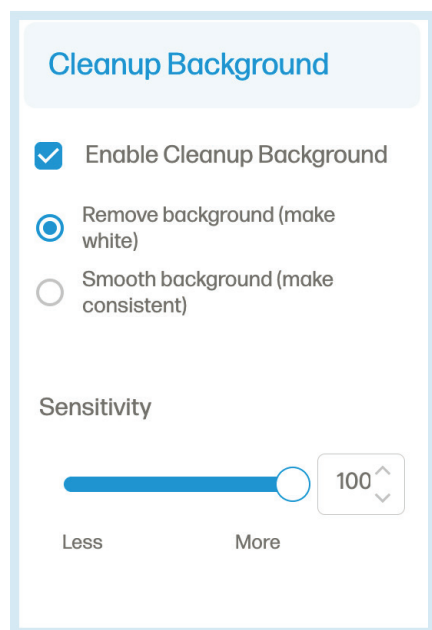 Cleanup Background
Enable Cleanup Background
Remove background (make
white)
Smooth background (make
consistent)
Sensitivity
100
Less More